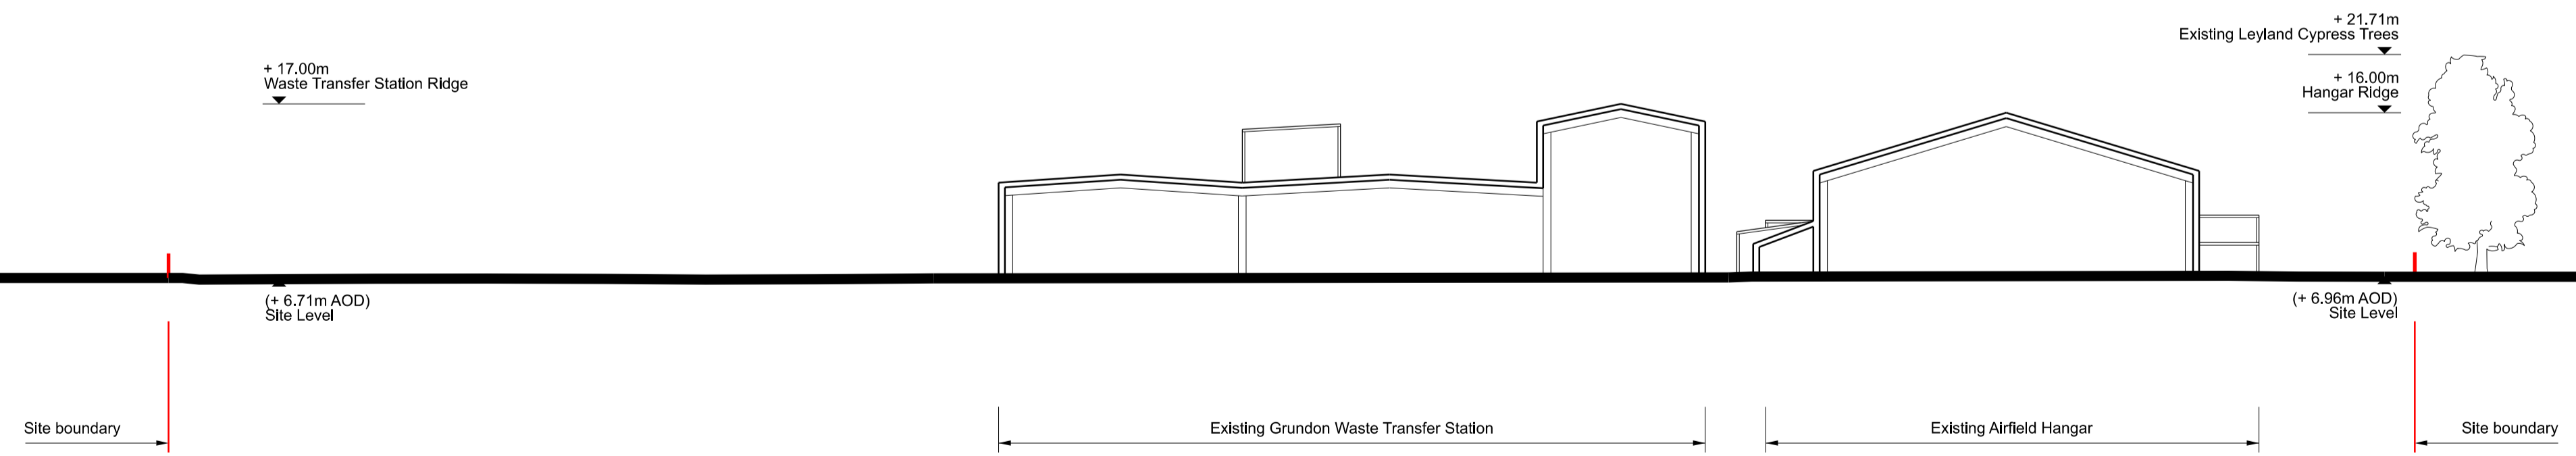 + 21.71m
Existing Leyland Cypress Trees
+ 17.00m
Waste Transfer Station Ridge
+ 16.00m
Hangar Ridge
(+ 6.71m AOD)
Site Level
(+ 6.96m AOD)
Site Level
Site boundary
Existing Grundon Waste Transfer Station
Existing Airfield Hangar
Site boundary